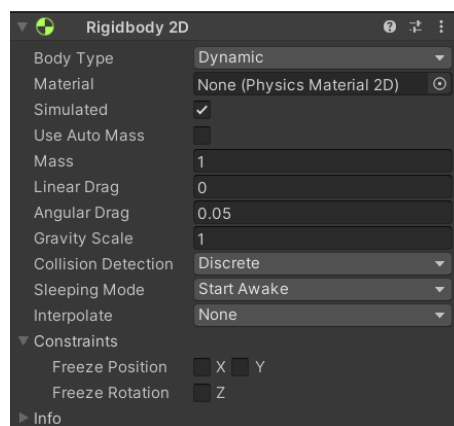 Rigidbody 2D
Body Type Dynamic
Material None (Physics Material 2D)
Simulated
Use Auto Mass
Mass 1
Linear Drag 0
Angular Drag 0.05
Gravity Scale 1
Collision Detection Discrete
Sleeping Mode Start Awake
Interpolate None
Constraints
Freeze Position X Y
Freeze Rotation Z
Info